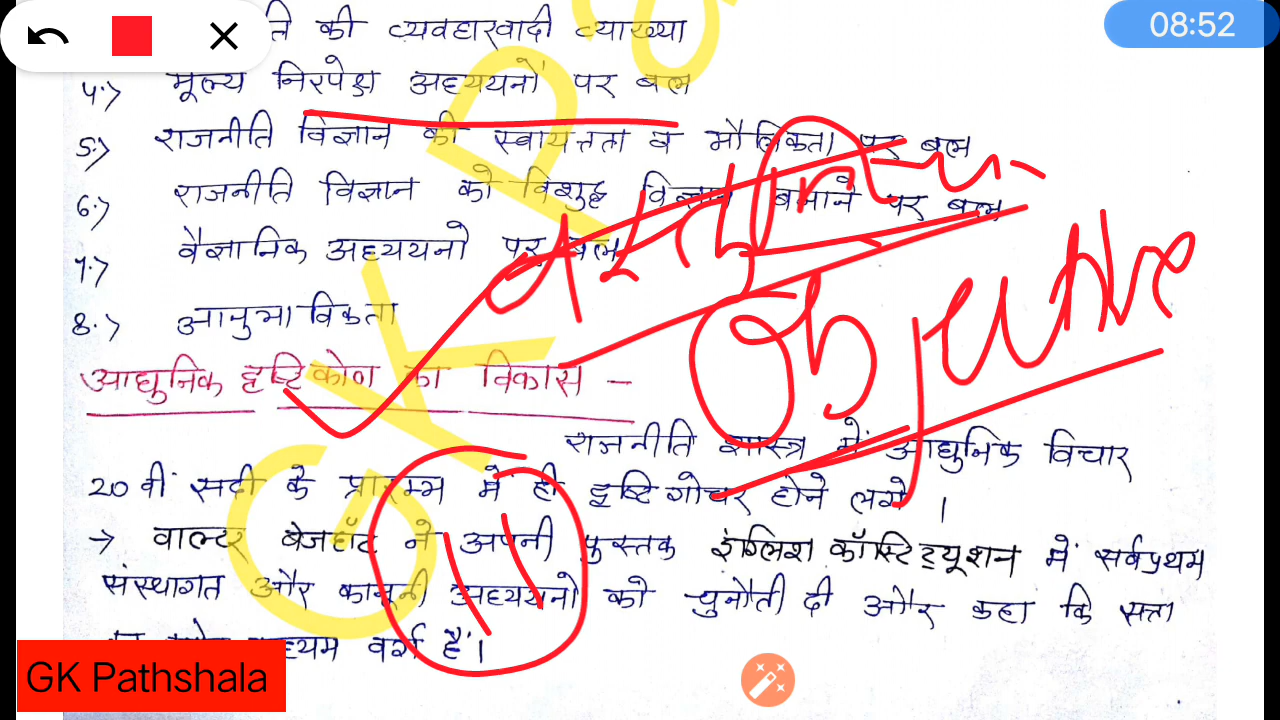 08:52
ति की व्यवहारवादी व्याख्या
4.> मूल्य निरपेक्ष अध्ययनों पर बल
5.> राजनीति विज्ञान की स्वायत्तता व मौलिकता पर बल
6.> राजनीति विज्ञान को विशुद्ध विज्ञान बनाने पर बल
7.> वैज्ञानिक अध्ययनो पर बल
8.> आनुभाविकता
आधुनिक दृष्टिकोण का विकास –
राजनीति शास्त्र में आधुनिक विचार
20 वीं सदी के प्रारम्भ में ही दृष्टिगोचर होने लगे ।
→ वाल्टर बेजहॉट ने अपनी पुस्तक इंग्लिश कॉस्टिट्यूशन में सर्वप्रथम
संस्थागत और कानूनी अध्ययनो को चुनौती दी और कहा कि सत्ता
वर्ग है।
GK Pathshala